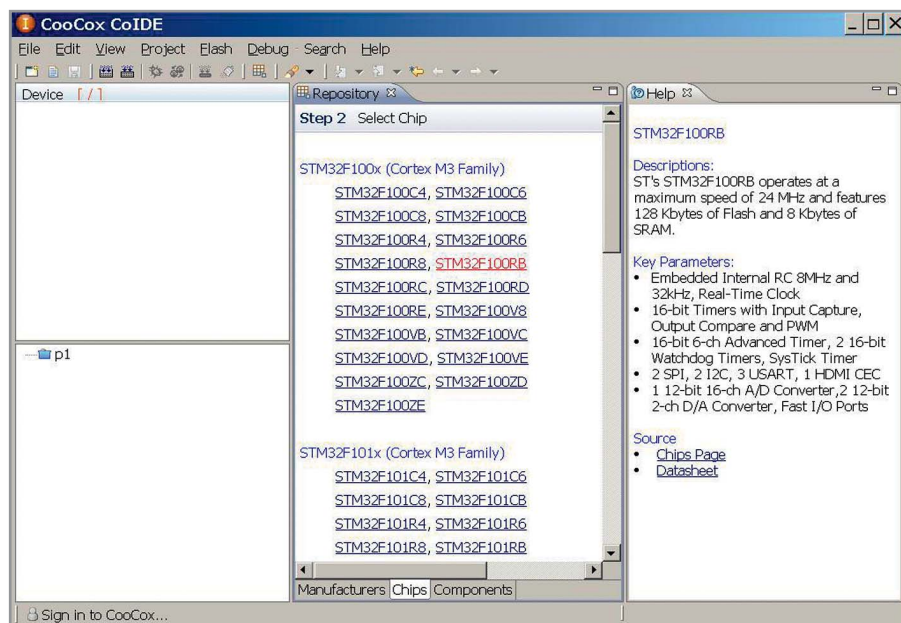 CooCox CoIDE
File Edit View Project Flash Debug Search Help
Device [ / ]
p1
Repository
Step 2 Select Chip
STM32F100x (Cortex M3 Family)
STM32F100C4, STM32F100C6
STM32F100C8, STM32F100CB
STM32F100R4, STM32F100R6
STM32F100R8, STM32F100RB
STM32F100RC, STM32F100RD
STM32F100RE, STM32F100V8
STM32F100VB, STM32F100VC
STM32F100VD, STM32F100VE
STM32F100ZC, STM32F100ZD
STM32F100ZE
STM32F101x (Cortex M3 Family)
STM32F101C4, STM32F101C6
STM32F101C8, STM32F101CB
STM32F101R4, STM32F101R6
STM32F101R8, STM32F101RB
Manufacturers Chips Components
Help
STM32F100RB
Descriptions:
ST's STM32F100RB operates at a
maximum speed of 24 MHz and features
128 Kbytes of Flash and 8 Kbytes of
SRAM.
Key Parameters:
• Embedded Internal RC 8MHz and
32kHz, Real-Time Clock
• 16-bit Timers with Input Capture,
Output Compare and PWM
• 16-bit 6-ch Advanced Timer, 2 16-bit
Watchdog Timers, SysTick Timer
• 2 SPI, 2 I2C, 3 USART, 1 HDMI CEC
• 1 12-bit 16-ch A/D Converter,2 12-bit
2-ch D/A Converter, Fast I/O Ports
Source
• Chips Page
• Datasheet
Sign in to CooCox...